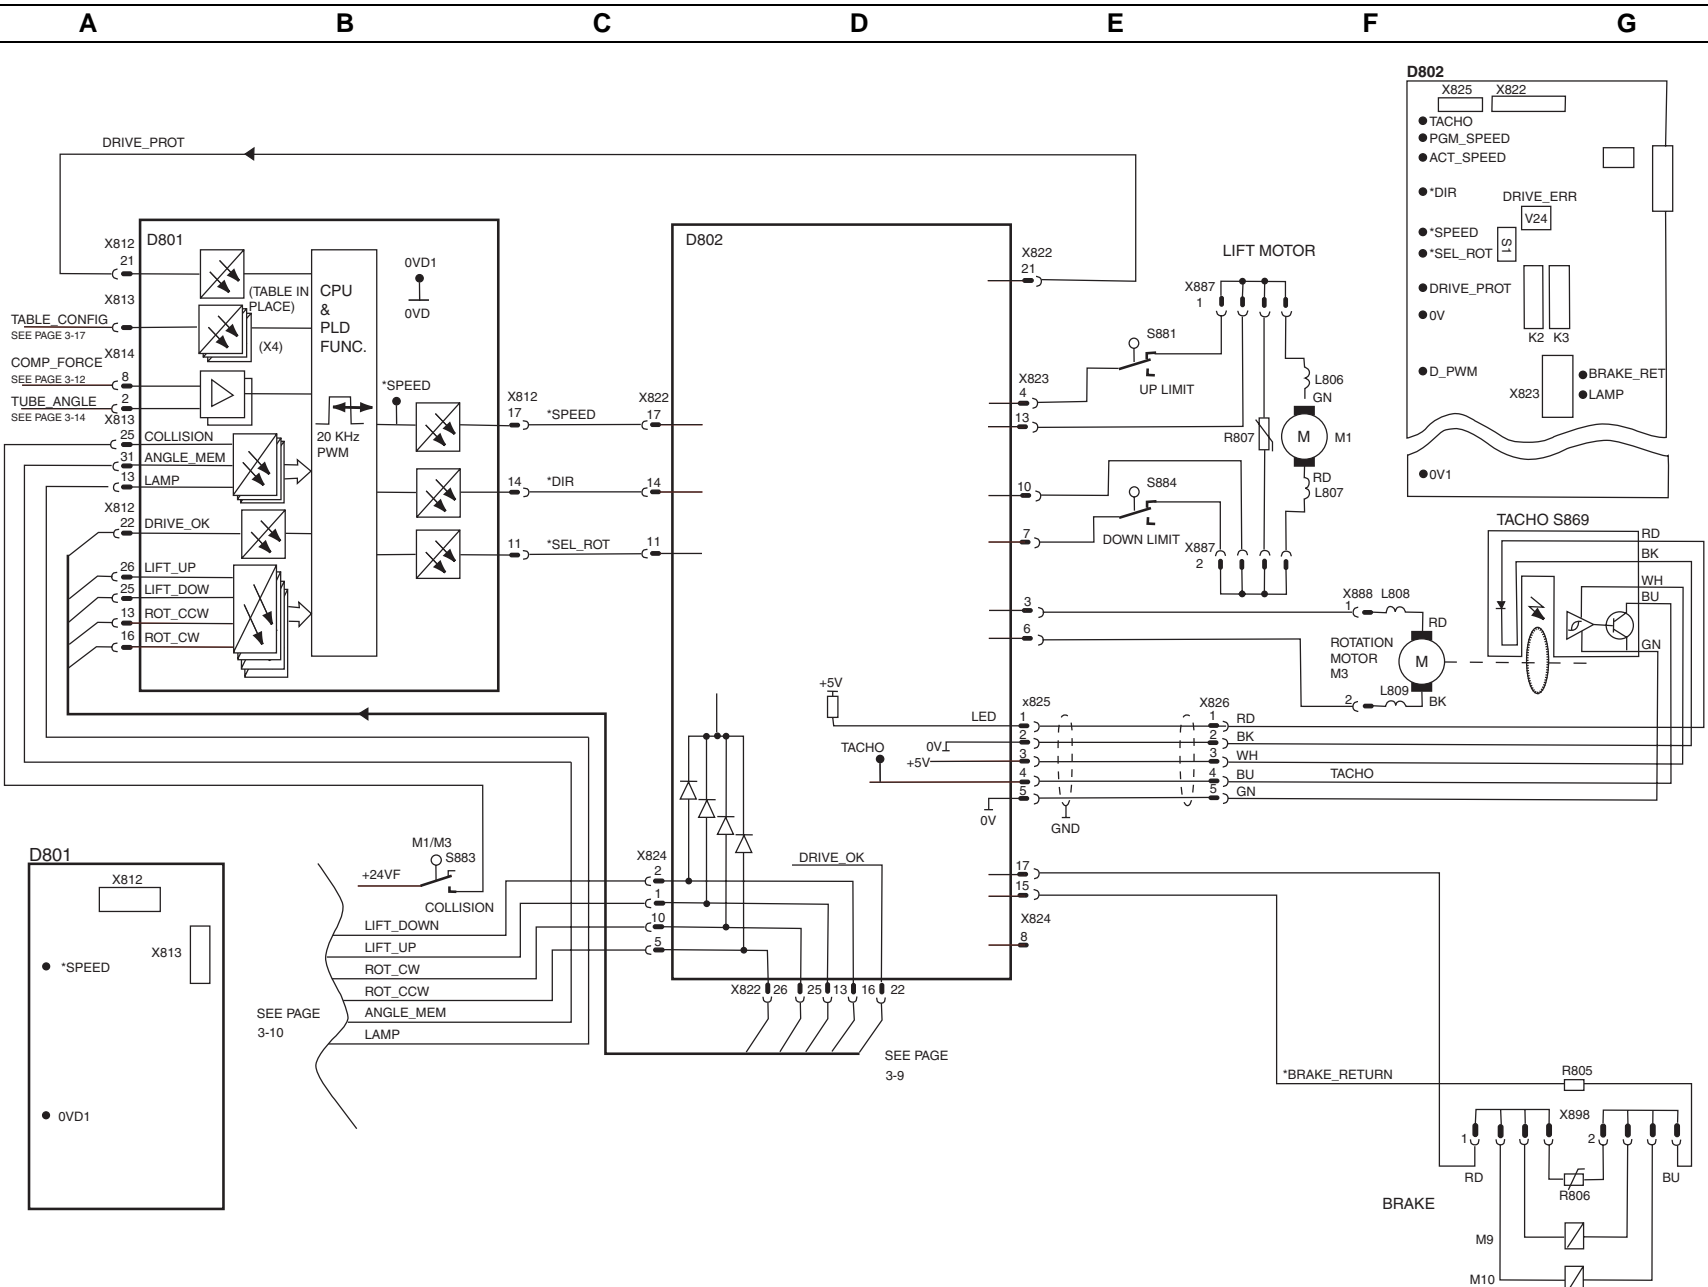 A B C D E F G
D802
X825 X822
TACHO
PGM_SPEED
ACT_SPEED
*DIR
DRIVE_ERR
V24
*SPEED
S1
*SEL_ROT
DRIVE_PROT
0V
K2 K3
D_PWM
BRAKE_RET
X823
LAMP
0V1
DRIVE_PROT
X812
21
D801
(TABLE IN
PLACE)
X813
TABLE_CONFIG
SEE PAGE 3-17
(X4)
X814
COMP_FORCE
SEE PAGE 3-12
8
TUBE_ANGLE
2
SEE PAGE 3-14
X813
25 COLLISION
31 ANGLE_MEM
13 LAMP
X812
22 DRIVE_OK
26 LIFT_UP
25 LIFT_DOW
13 ROT_CCW
16 ROT_CW
CPU
&
PLD
FUNC.
20 KHz
PWM
0VD1
0VD
*SPEED
X812
17 *SPEED
14 *DIR
11 *SEL_ROT
X822
17
14
11
D802
X822
21
X823
4
13
10
7
3
6
LIFT MOTOR
X887
1
S881
UP LIMIT
L806
GN
R807
M M1
RD
L807
S884
DOWN LIMIT
X887
2
X888 L808
1
RD
ROTATION
MOTOR
M3
M
L809
2
BK
TACHO S869
RD
BK
WH
BU
GN
+5V
LED
TACHO
0V
+5V
0V
x825
1
2
3
4
5
GND
X826
1 RD
2 BK
3 WH
4 BU
TACHO
5 GN
D801
X812
X813
*SPEED
0VD1
M1/M3
S883
+24VF
COLLISION
LIFT_DOWN
LIFT_UP
ROT_CW
ROT_CCW
ANGLE_MEM
LAMP
SEE PAGE
3-10
X824
2
1
10
5
DRIVE_OK
X822 26 25 13 16 22
SEE PAGE
3-9
17
15
X824
8
*BRAKE_RETURN
R805
X898
1
2
RD
BU
R806
BRAKE
M9
M10